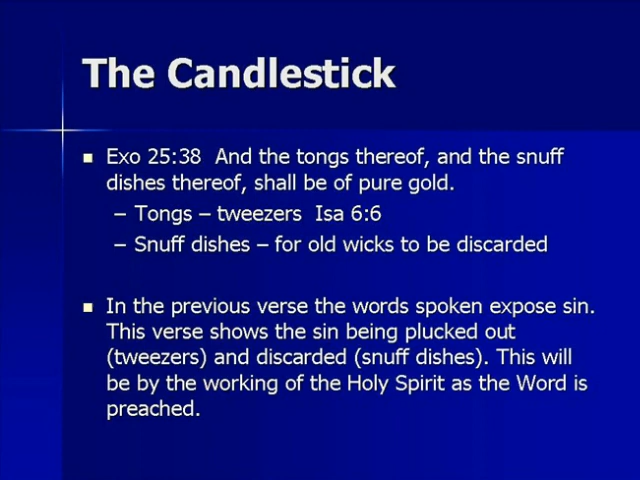 The Candlestick
Exo 25:38 And the tongs thereof, and the snuff
dishes thereof, shall be of pure gold.
– Tongs – tweezers Isa 6:6
– Snuff dishes – for old wicks to be discarded
In the previous verse the words spoken expose sin.
This verse shows the sin being plucked out
(tweezers) and discarded (snuff dishes). This will
be by the working of the Holy Spirit as the Word is
preached.